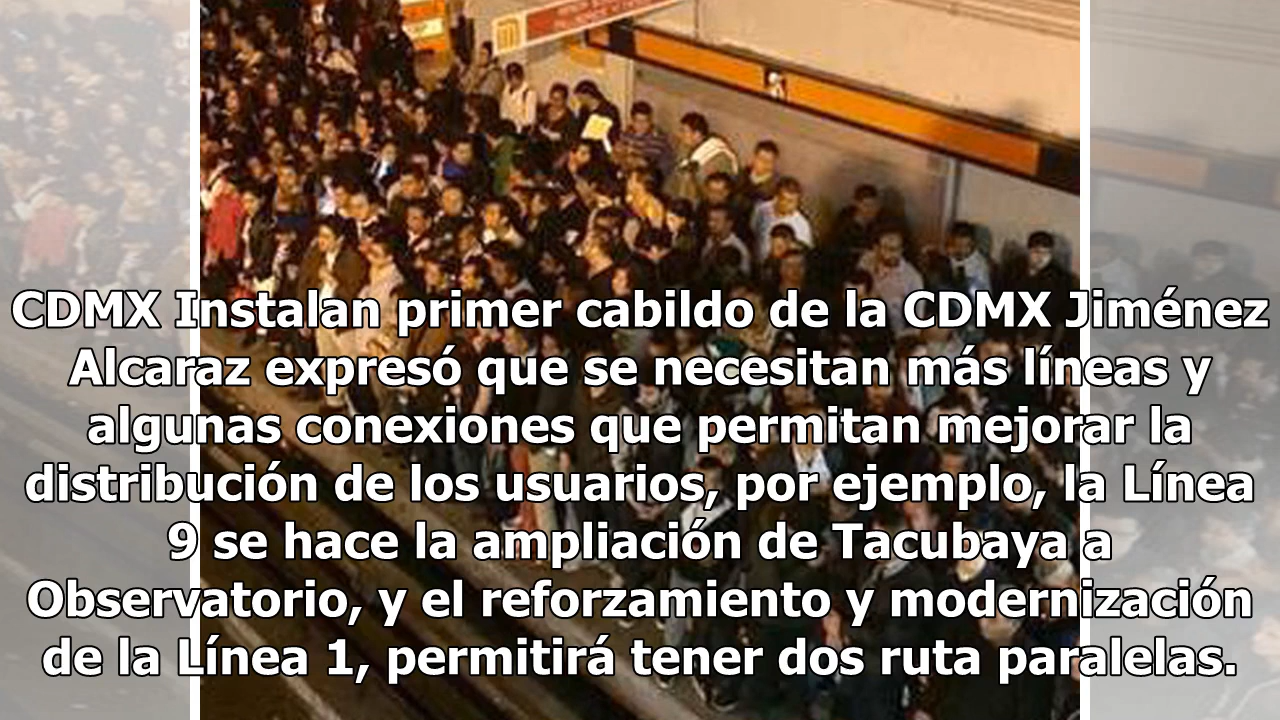 CDMX Instalan primer cabildo de la CDMX Jiménez
Alcaraz expresó que se necesitan más líneas y
algunas conexiones que permitan mejorar la
distribución de los usuarios, por ejemplo, la Línea
9 se hace la ampliación de Tacubaya a
Observatorio, y el reforzamiento y modernización
de la Línea 1, permitirá tener dos ruta paralelas.